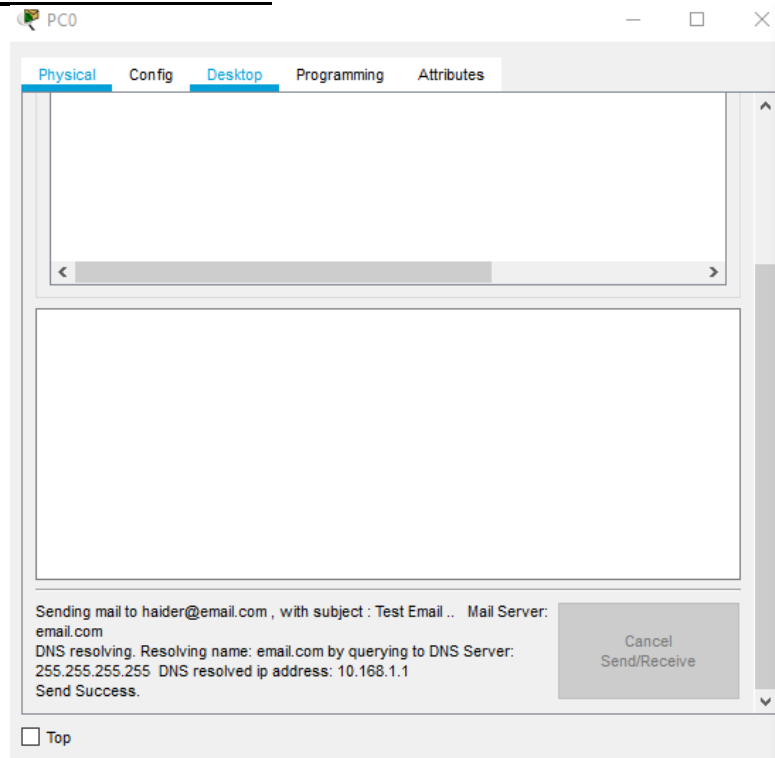 PC0
Physical Config Desktop Programming Attributes
Sending mail to haider@email.com , with subject : Test Email .. Mail Server:
email.com
DNS resolving. Resolving name: email.com by querying to DNS Server:
255.255.255.255 DNS resolved ip address: 10.168.1.1
Send Success.
Cancel
Send/Receive
Top